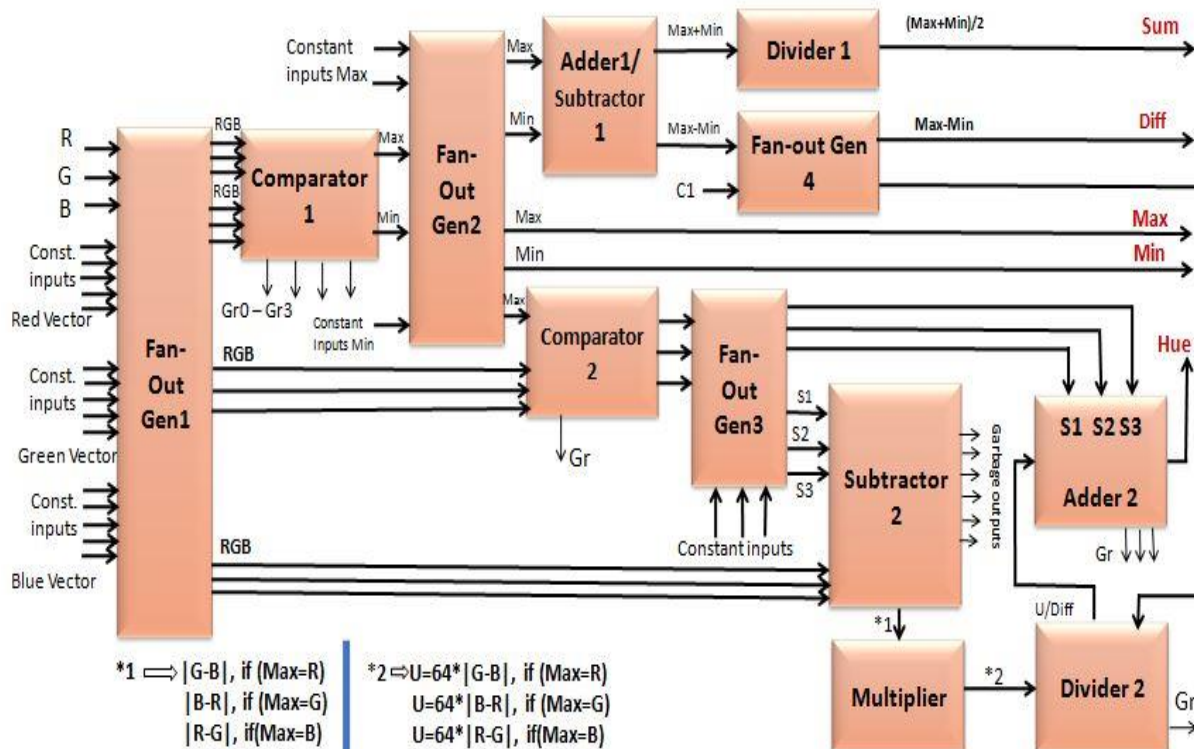 Constant
inputs Max
Max
Min
Adder1/
Subtractor
1
Max+Min
Max-Min
Divider 1
(Max+Min)/2
Sum
Fan-out Gen
4
C1
Max-Min
Diff
R
G
B
RGB
RGB
Comparator
1
Max
Min
Fan-
Out
Gen2
Max
Max
Min
Min
Const.
inputs
Red Vector
Gr0 – Gr3
Constant
Inputs Min
Max
Comparator
2
Gr
Fan-
Out
Gen1
RGB
Const.
inputs
Green Vector
Fan-
Out
Gen3
S1
S2
S3
Constant inputs
Hue
S1 S2 S3
Adder 2
Gr
Subtractor
2
Garbage outputs
Const.
inputs
Blue Vector
RGB
*1
Multiplier
*2
U/Diff
Divider 2
Gr
*1 ⇨ |G-B|, if (Max=R)
|B-R|, if (Max=G)
|R-G|, if(Max=B)
*2⇨U=64*|G-B|, if (Max=R)
U=64*|B-R|, if (Max=G)
U=64*|R-G|, if(Max=B)